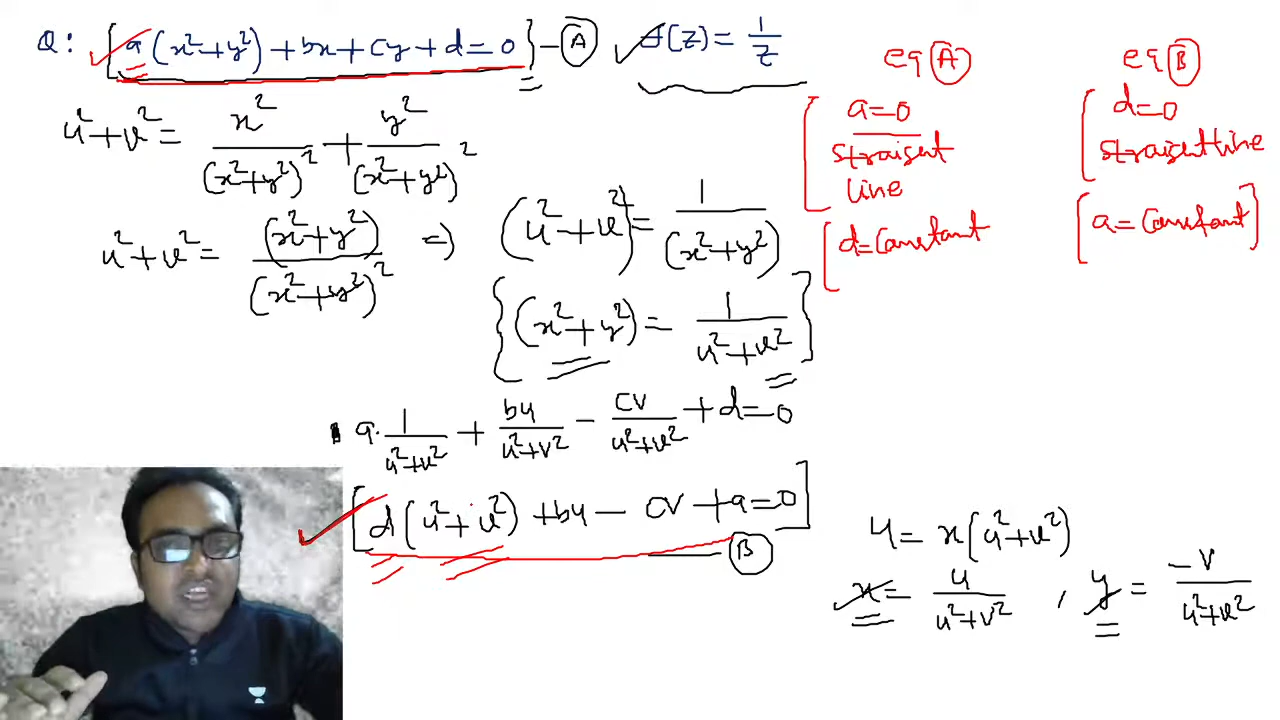 Q: [a(x²+y²)+bx+cy+d=0] - A f(z) = 1/z
u²+v² = x²/(x²+y²)² + y²/(x²+y²)²
u²+v² = (x²+y²)/(x²+y²)² => (u²+v²) = 1/(x²+y²)
{(x²+y²) = 1/(u²+v²)}
a. 1/(u²+v²) + bu/(u²+v²) - cv/(u²+v²) + d=0
[d(u²+v²) +bu - cv +a=0]
B
eq A
a=0
straight
line
d=Constant
eq B
d=0
straight line
a=Constant
u = x(u²+v²)
x = u/(u²+v²) , y = -v/(u²+v²)